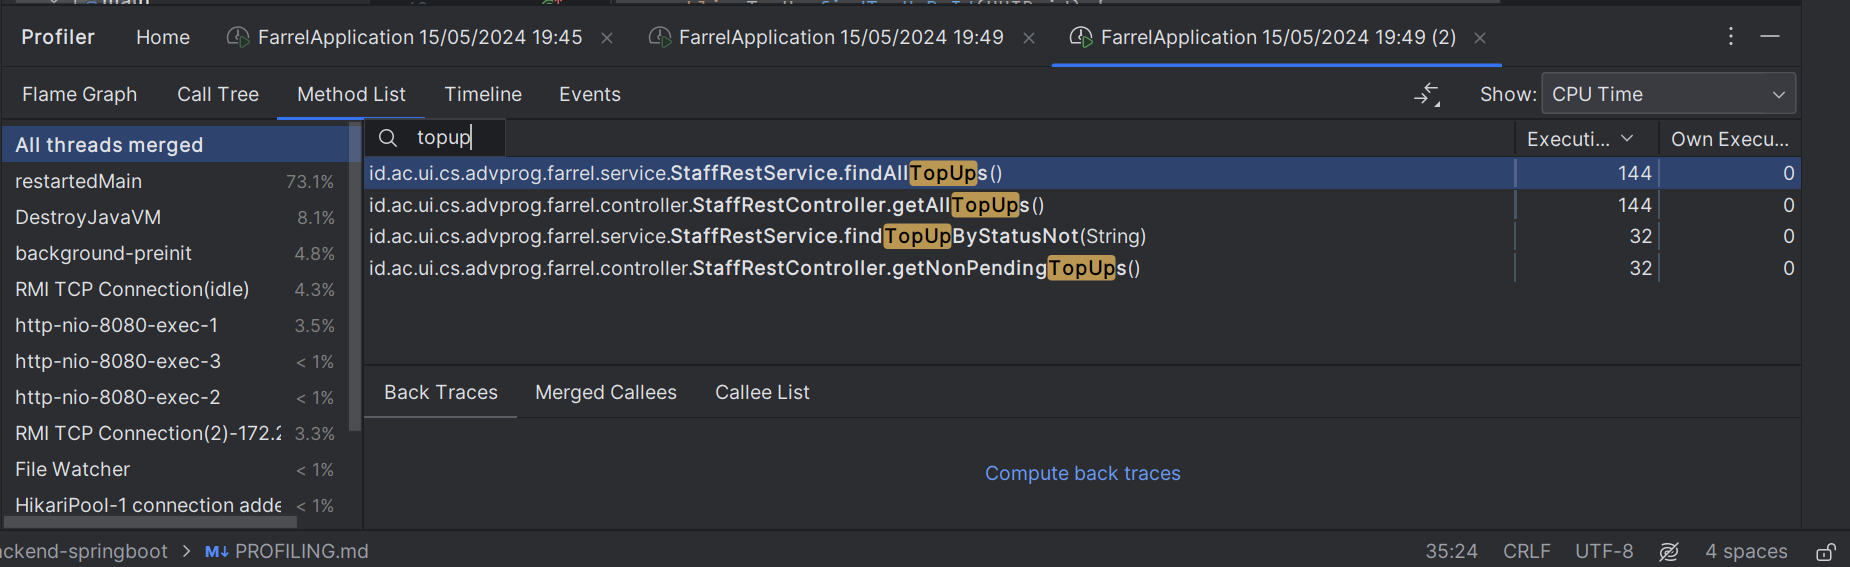 main
Profiler Home FarrelApplication 15/05/2024 19:45 × FarrelApplication 15/05/2024 19:49 × FarrelApplication 15/05/2024 19:49 (2) ×
Flame Graph Call Tree Method List Timeline Events Show: CPU Time
All threads merged
restartedMain 73.1%
DestroyJavaVM 8.1%
background-preinit 4.8%
RMI TCP Connection(idle) 4.3%
http-nio-8080-exec-1 3.5%
http-nio-8080-exec-3 < 1%
http-nio-8080-exec-2 < 1%
RMI TCP Connection(2)-172.2 3.3%
File Watcher < 1%
HikariPool-1 connection adde < 1%
topup Executi... Own Execu...
id.ac.ui.cs.advprog.farrel.service.StaffRestService.findAllTopUps() 144 0
id.ac.ui.cs.advprog.farrel.controller.StaffRestController.getAllTopUps() 144 0
id.ac.ui.cs.advprog.farrel.service.StaffRestService.findTopUpByStatusNot(String) 32 0
id.ac.ui.cs.advprog.farrel.controller.StaffRestController.getNonPendingTopUps() 32 0
Back Traces Merged Callees Callee List
Compute back traces
ackend-springboot > M↓ PROFILING.md 35:24 CRLF UTF-8 4 spaces